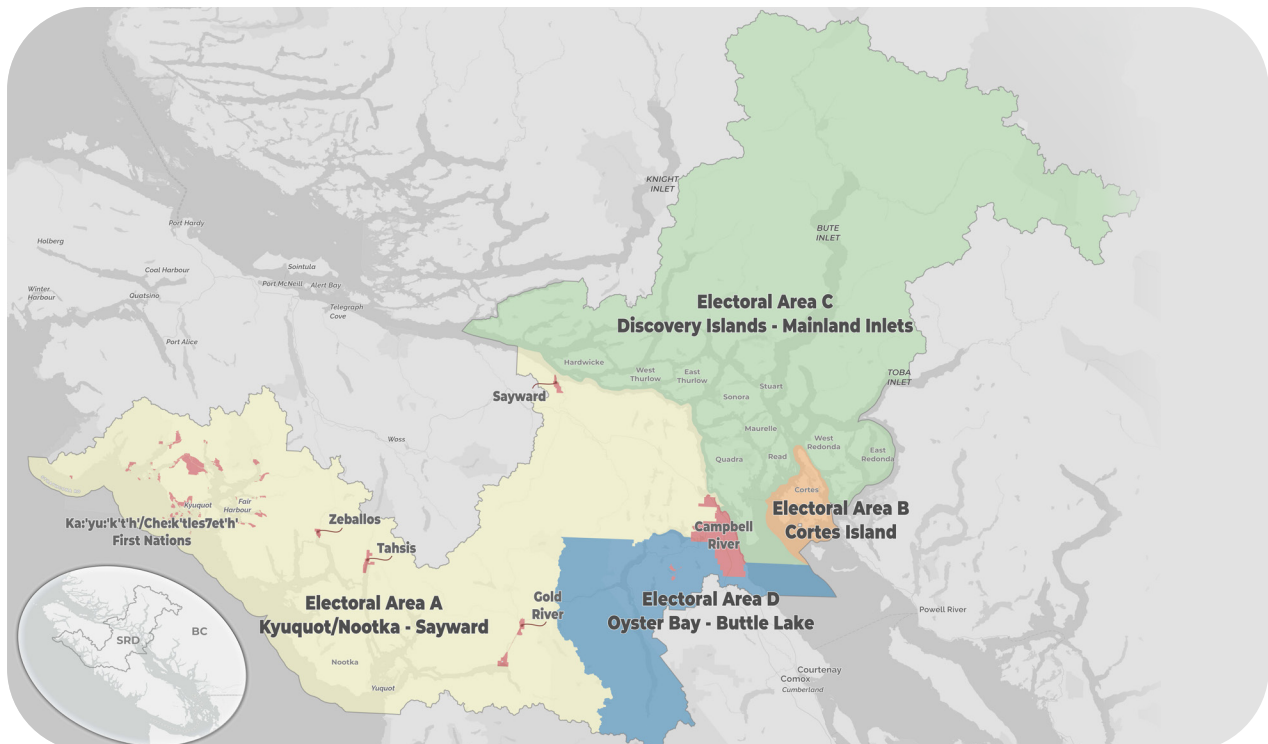 KNIGHT
INLET
Port Hardy
BUTE
INLET
Holberg
Coal Harbour
Sointula
Port McNeill
Alert Bay
Winter
Harbour
Quatsino
Telegraph
Cove
Electoral Area C
Discovery Islands - Mainland Inlets
Port Alice
Hardwicke
West
Thurlow
East
Thurlow
TOBA
INLET
Stuart
Sayward
Sonora
Maurelle
Woss
West
Redonda
Quadra
Read
East
Redonda
Cortes
Kyuquot
Fair
Harbour
Electoral Area B
Cortes Island
Ka:'yu:'k't'h'/Che:k'tles7et'h'
First Nations
Zeballos
Campbell
River
Tahsis
Electoral Area A
Kyuquot/Nootka - Sayward
Gold
River
Electoral Area D
Oyster Bay - Buttle Lake
Powell River
SRD
BC
Nootka
Yuquot
Courtenay
Comox
Cumberland